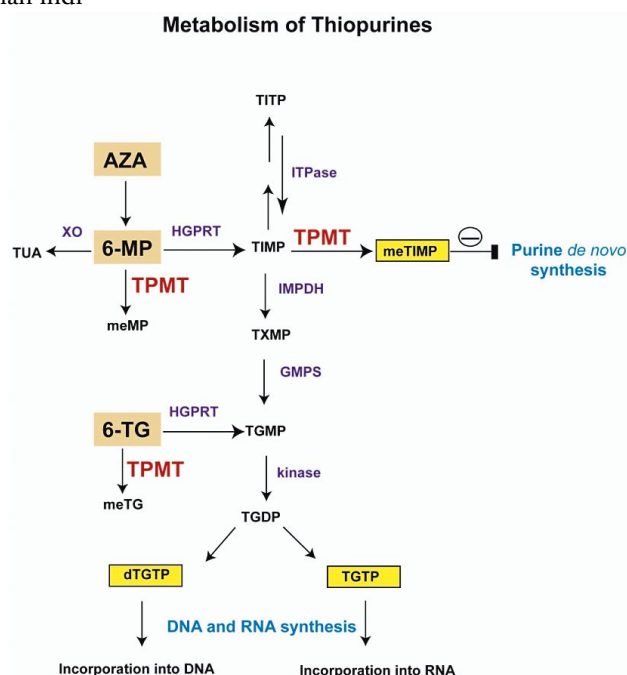 Metabolism of Thiopurines
TITP
AZA
ITPase
XO
HGPRT
TUA
6-MP
TIMP
TPMT
meTIMP
Purine de novo
synthesis
TPMT
IMPDH
meMP
TXMP
GMPS
HGPRT
6-TG
TGMP
TPMT
kinase
meTG
TGDP
dTGTP
TGTP
DNA and RNA synthesis
Incorporation into DNA
Incorporation into RNA